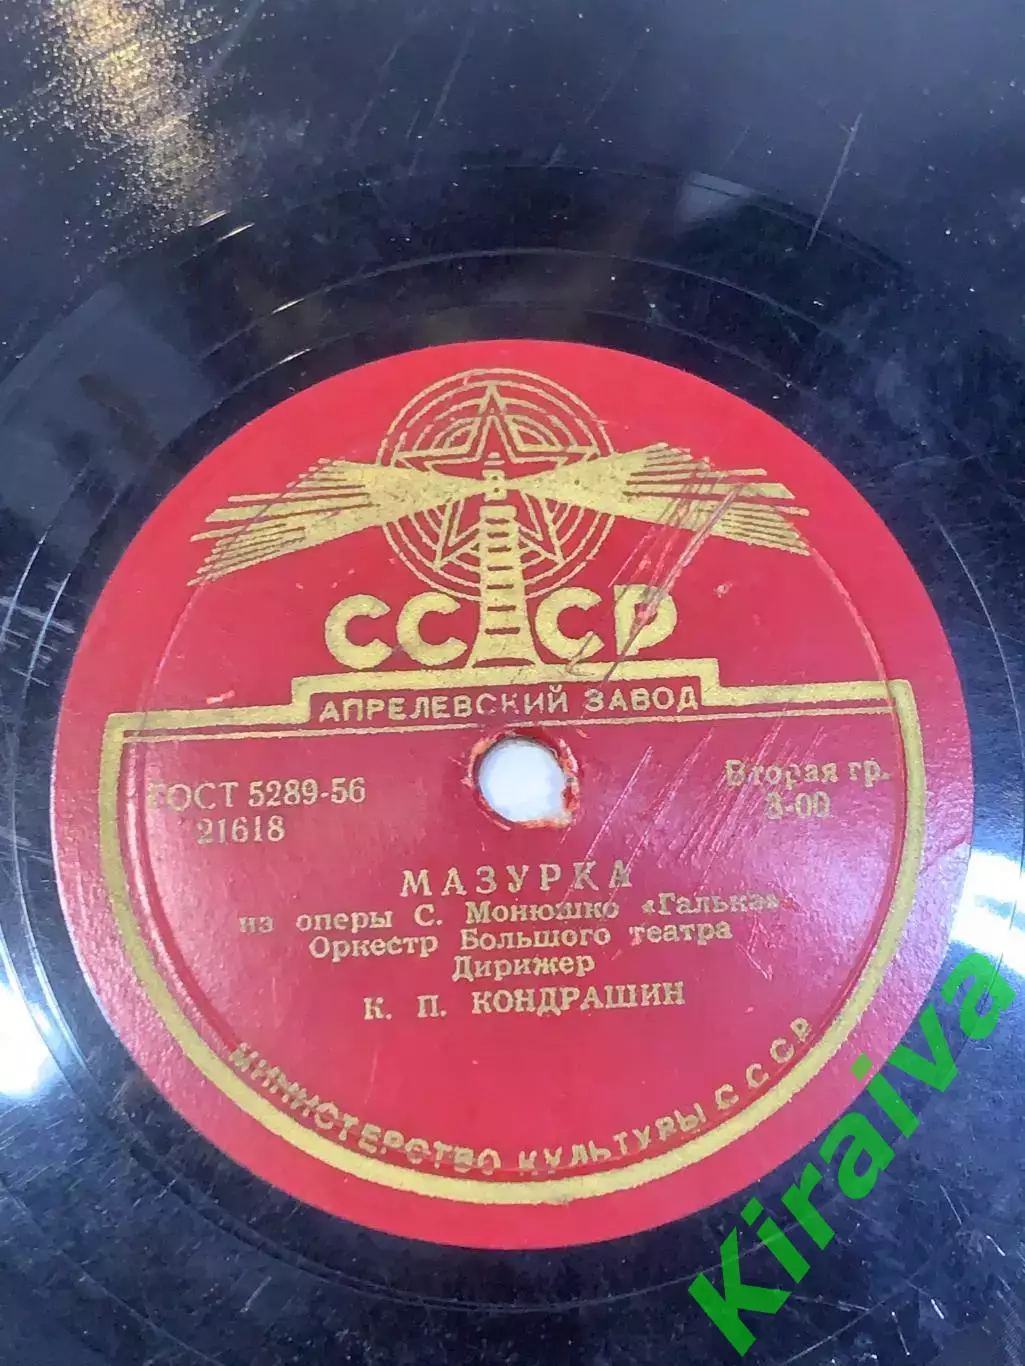 СССР
АПРЕЛЕВСКИЙ ЗАВОД
ГОСТ 5289-56
21618
Вторая гр.
3-00
МАЗУРКА
из оперы С. Монюшко «Галька»
Оркестр Большого театра
Дирижер
К. П. КОНДРАШИН
МИНИСТЕРСТВО КУЛЬТУРЫ СССР
Kiraiva